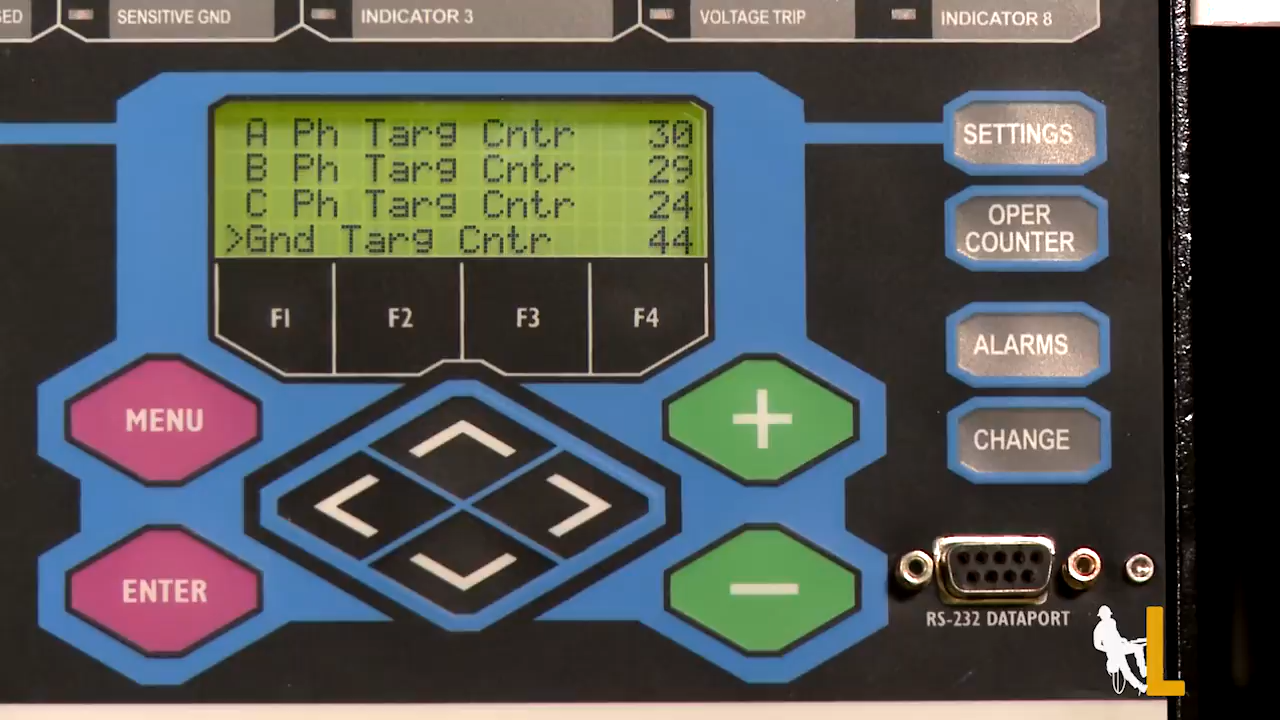 SED SENSITIVE GND INDICATOR 3 VOLTAGE TRIP INDICATOR 8
A Ph Targ Cntr 30
B Ph Targ Cntr 29
C Ph Targ Cntr 24
>Gnd Targ Cntr 44
F1 F2 F3 F4
SETTINGS
OPER
COUNTER
ALARMS
CHANGE
MENU
+
ENTER
−
RS-232 DATAPORT
L